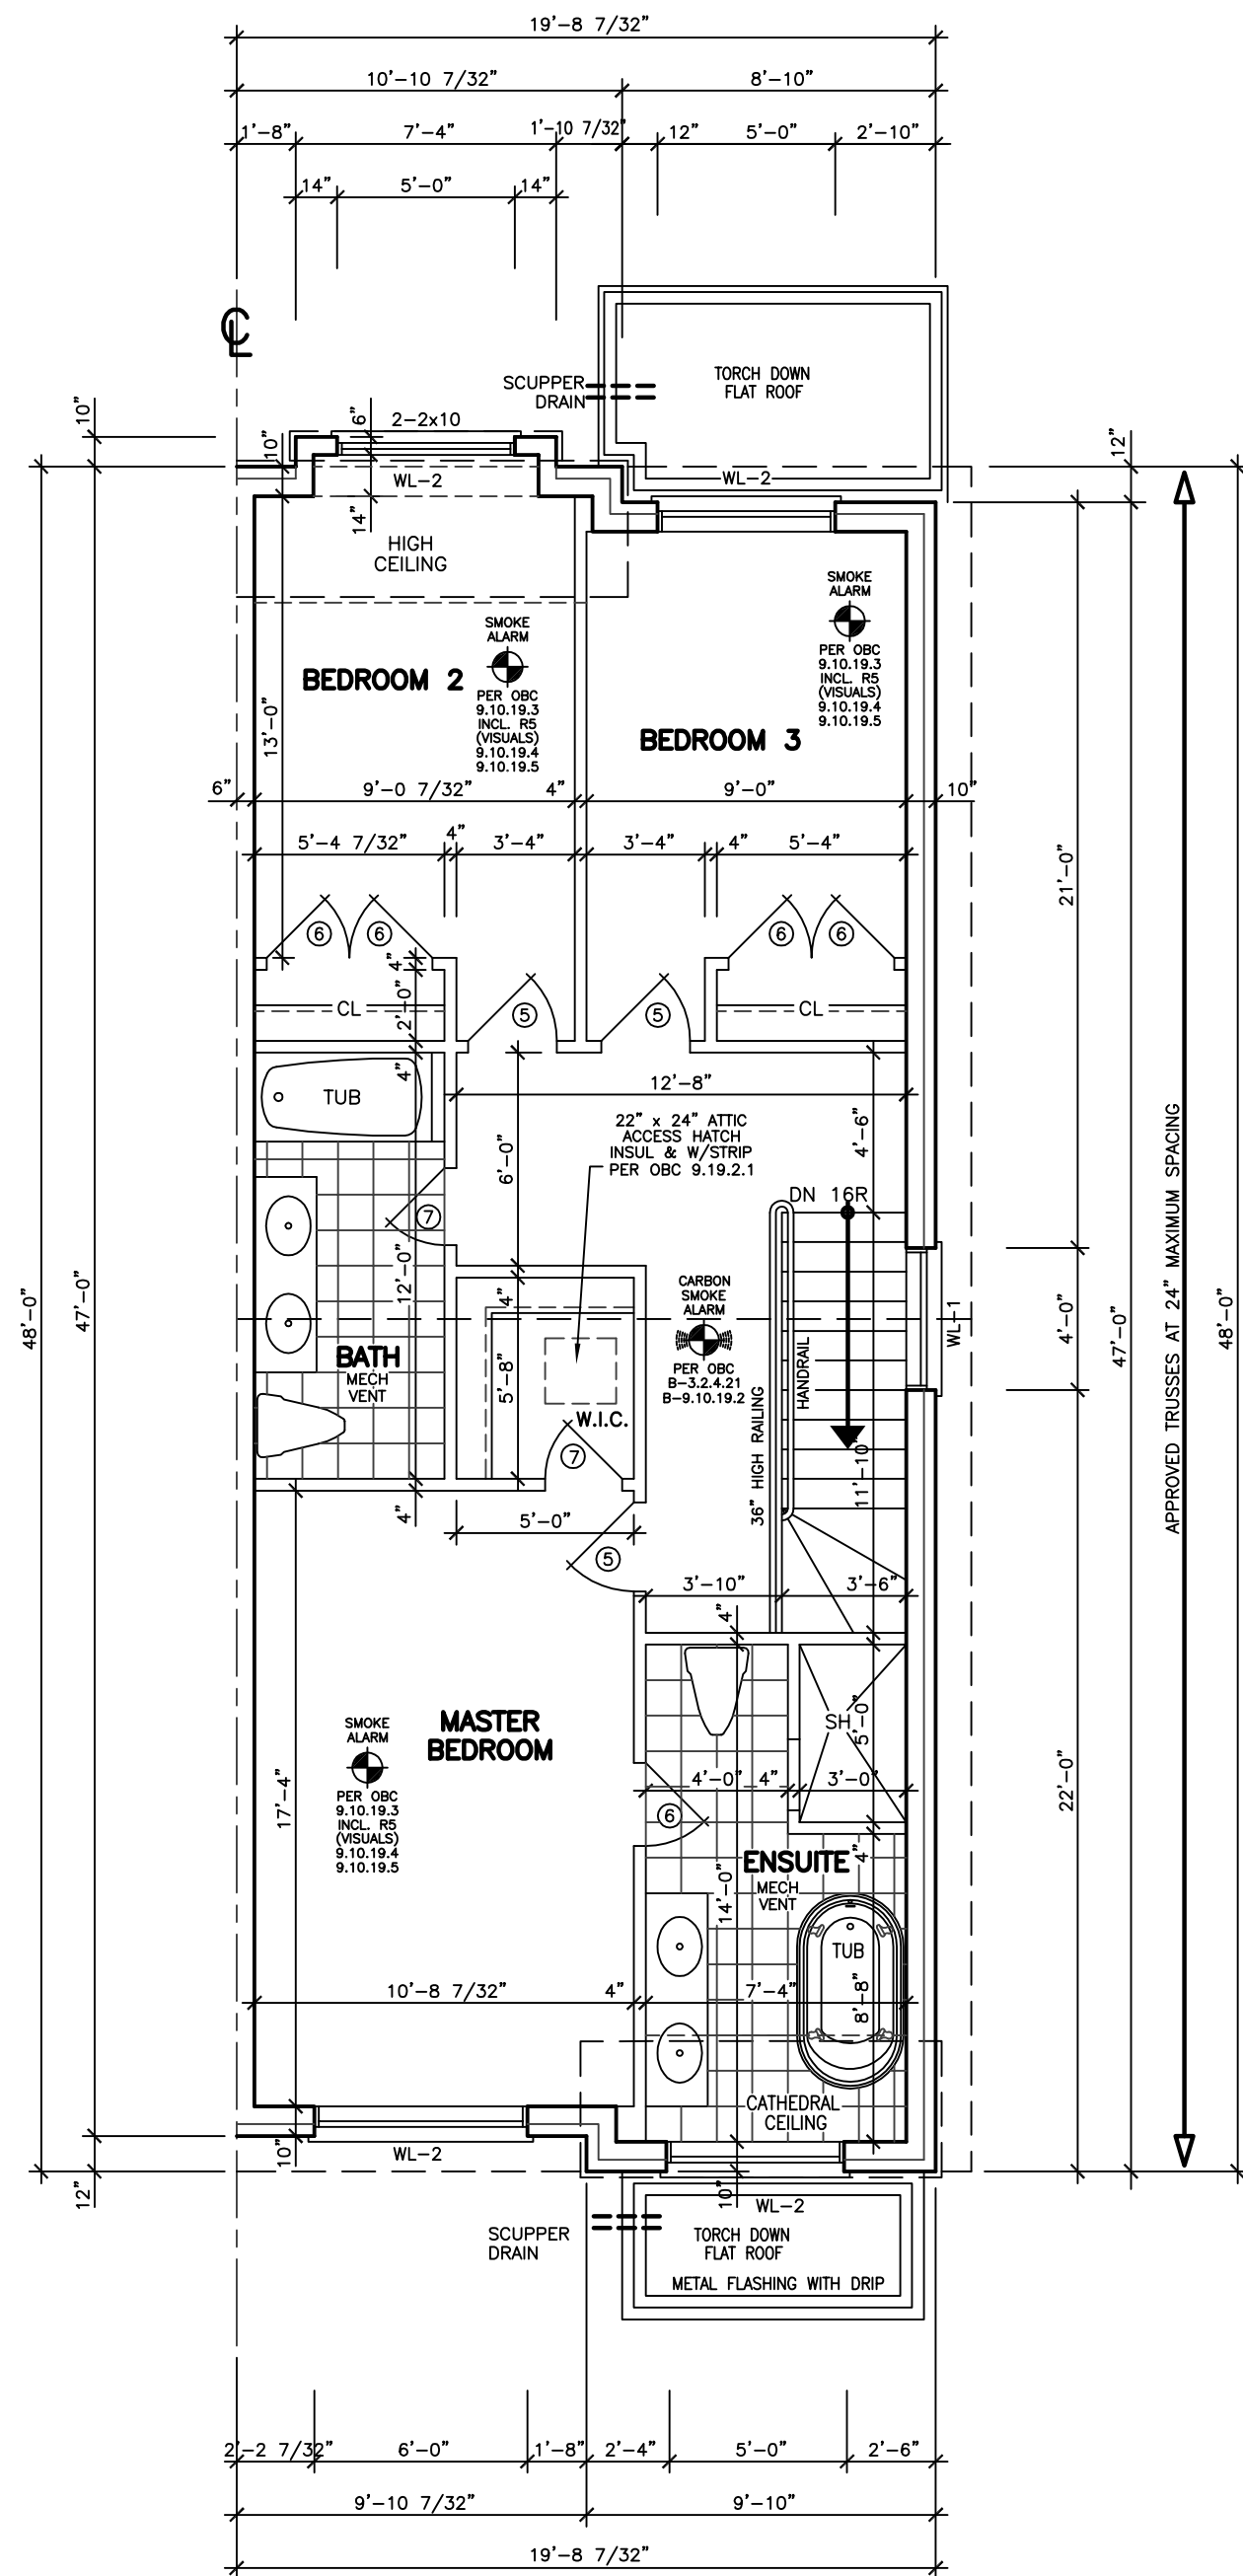 19'-8 7/32"
10'-10 7/32"
8'-10"
1'-8"
7'-4"
1'-10 7/32"
12"
5'-0"
2'-10"
14"
5'-0"
14"
CL
TORCH DOWN
FLAT ROOF
SCUPPER
DRAIN
10"
10"
6"
2-2x10
12"
WL-2
WL-2
14"
HIGH
CEILING
SMOKE
ALARM
PER OBC
9.10.19.3
INCL. R5
(VISUALS)
9.10.19.4
9.10.19.5
SMOKE
ALARM
PER OBC
9.10.19.3
INCL. R5
(VISUALS)
9.10.19.4
9.10.19.5
BEDROOM 2
BEDROOM 3
13'-0"
6"
9'-0 7/32"
4"
9'-0"
10"
5'-4 7/32"
4"
3'-4"
3'-4"
4"
5'-4"
21'-0"
6
6
6
6
4"
2'-0"
CL
5
5
CL
4"
TUB
12'-8"
22" x 24" ATTIC
ACCESS HATCH
INSUL & W/STRIP
PER OBC 9.19.2.1
6'-0"
4'-6"
APPROVED TRUSSES AT 24" MAXIMUM SPACING
DN 16R
7
12'-0"
4"
CARBON
SMOKE
ALARM
PER OBC
B-3.2.4.21
B-9.10.19.2
48'-0"
47'-0"
WL-1
4'-0"
47'-0"
48'-0"
BATH
MECH
VENT
5'-8"
W.I.C.
HANDRAIL
36" HIGH RAILING
11'-10"
7
4"
5'-0"
5
3'-10"
3'-6"
4"
MASTER
BEDROOM
SMOKE
ALARM
PER OBC
9.10.19.3
INCL. R5
(VISUALS)
9.10.19.4
9.10.19.5
17'-4"
SH
5'-0"
4'-0"
4"
3'-0"
6
22'-0"
ENSUITE
MECH
VENT
4"
14'-0"
TUB
10'-8 7/32"
4"
7'-4"
8'-8"
CATHEDRAL
CEILING
WL-2
10"
12"
10"
WL-2
SCUPPER
DRAIN
TORCH DOWN
FLAT ROOF
METAL FLASHING WITH DRIP
2'-2 7/32"
6'-0"
1'-8"
2'-4"
5'-0"
2'-6"
9'-10 7/32"
9'-10"
19'-8 7/32"